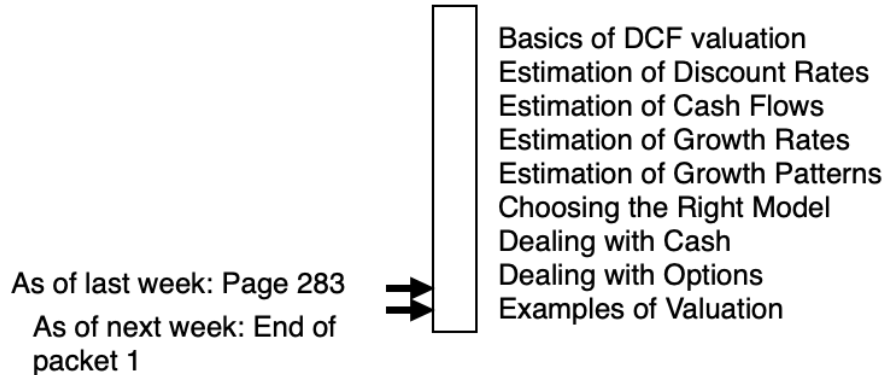 Basics of DCF valuation
Estimation of Discount Rates
Estimation of Cash Flows
Estimation of Growth Rates
Estimation of Growth Patterns
Choosing the Right Model
Dealing with Cash
Dealing with Options
Examples of Valuation
As of last week: Page 283
As of next week: End of
packet 1